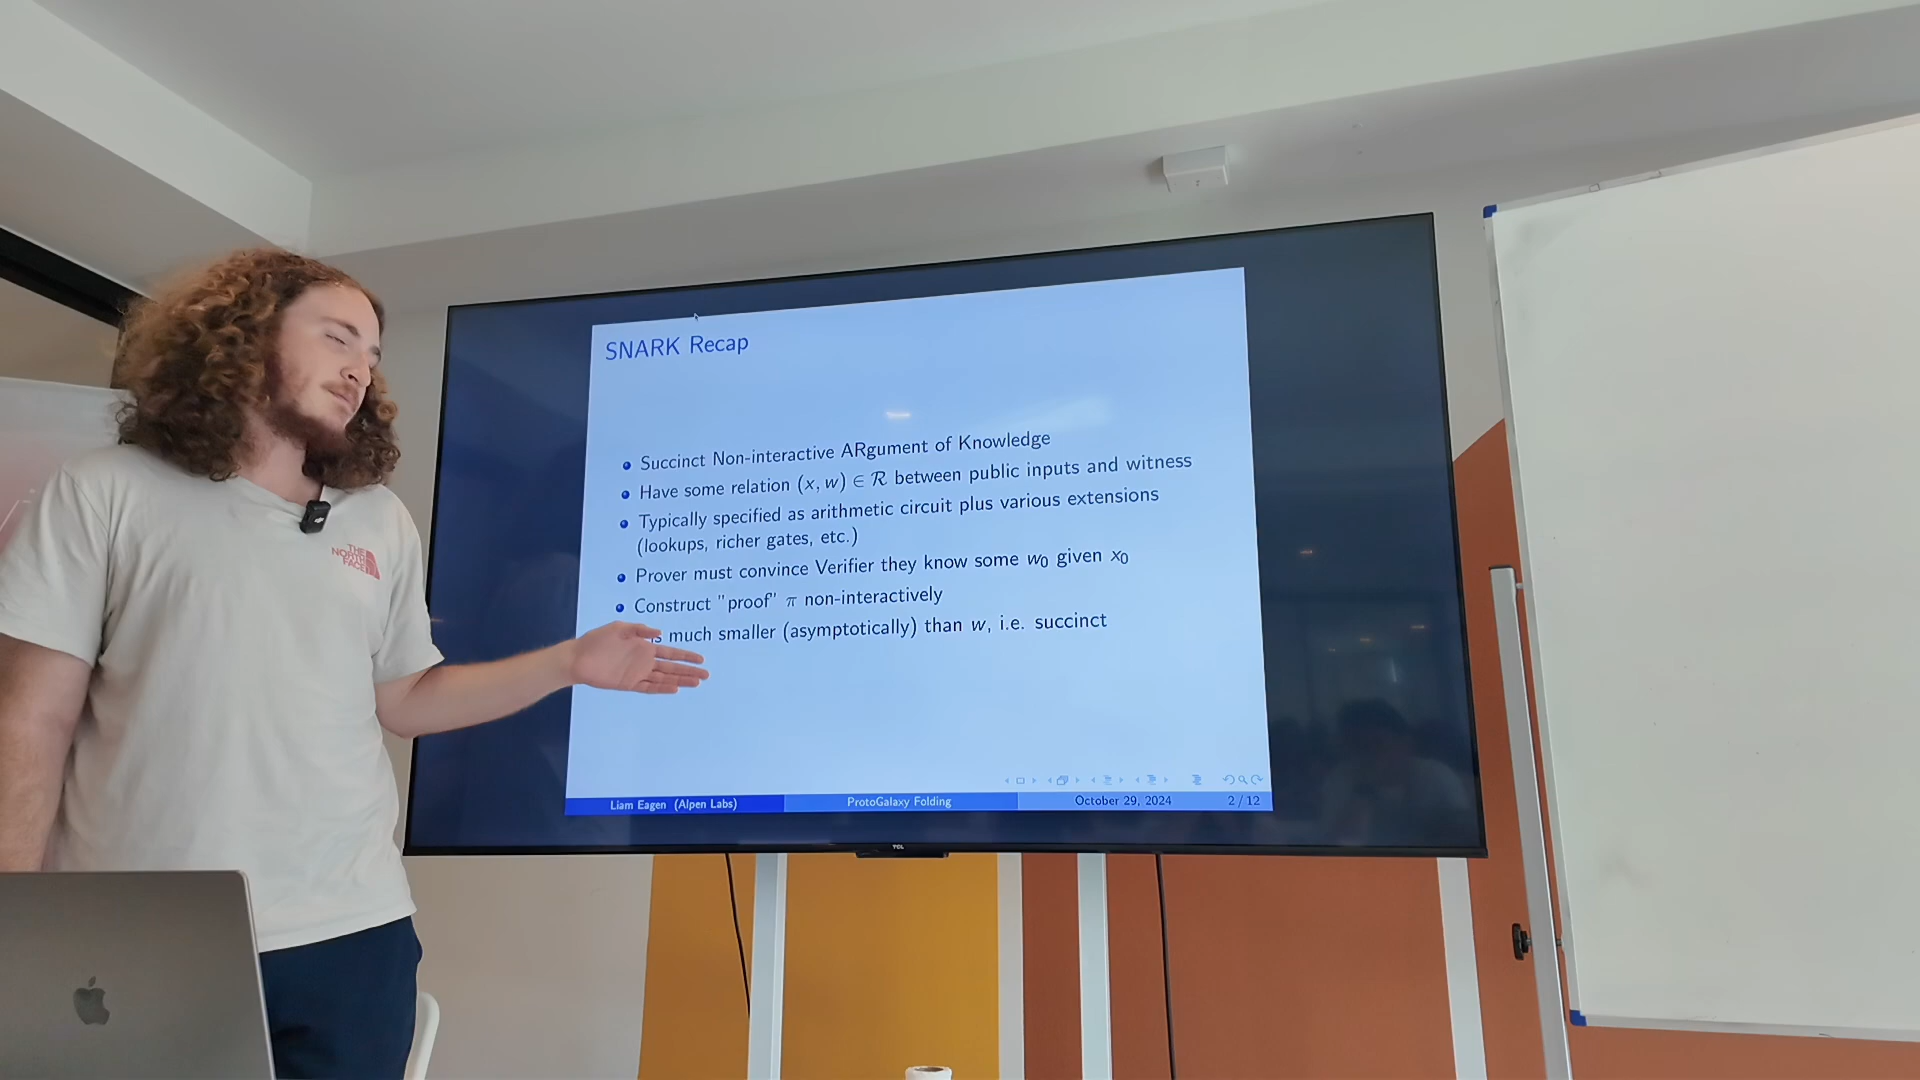 SNARK Recap
Succinct Non-interactive ARgument of Knowledge
Have some relation (x, w) ∈ R between public inputs and witness
Typically specified as arithmetic circuit plus various extensions
(lookups, richer gates, etc.)
Prover must convince Verifier they know some w₀ given x₀
Construct "proof" π non-interactively
is much smaller (asymptotically) than w, i.e. succinct
Liam Eagen (Alpen Labs)
ProtoGalaxy Folding
October 29, 2024
2 / 12
TCL
THE
NORTH
FACE